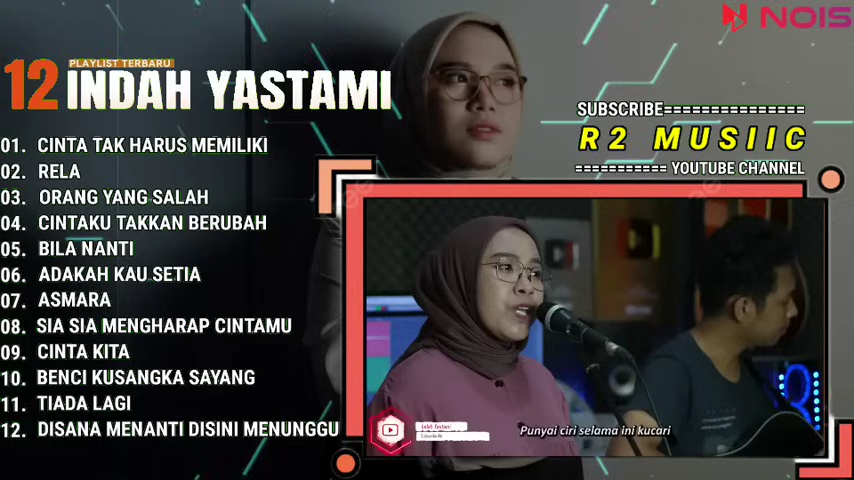 NOIS
PLAYLIST TERBARU
12 INDAH YASTAMI
SUBSCRIBE================
R2 MUSIIC
=========== YOUTUBE CHANNEL
01. CINTA TAK HARUS MEMILIKI
02. RELA
03. ORANG YANG SALAH
04. CINTAKU TAKKAN BERUBAH
05. BILA NANTI
06. ADAKAH KAU SETIA
07. ASMARA
08. SIA SIA MENGHARAP CINTAMU
09. CINTA KITA
10. BENCI KUSANGKA SAYANG
11. TIADA LAGI
12. DISANA MENANTI DISINI MENUNGGU
Indah Yastami
Punyai ciri selama ini kucari